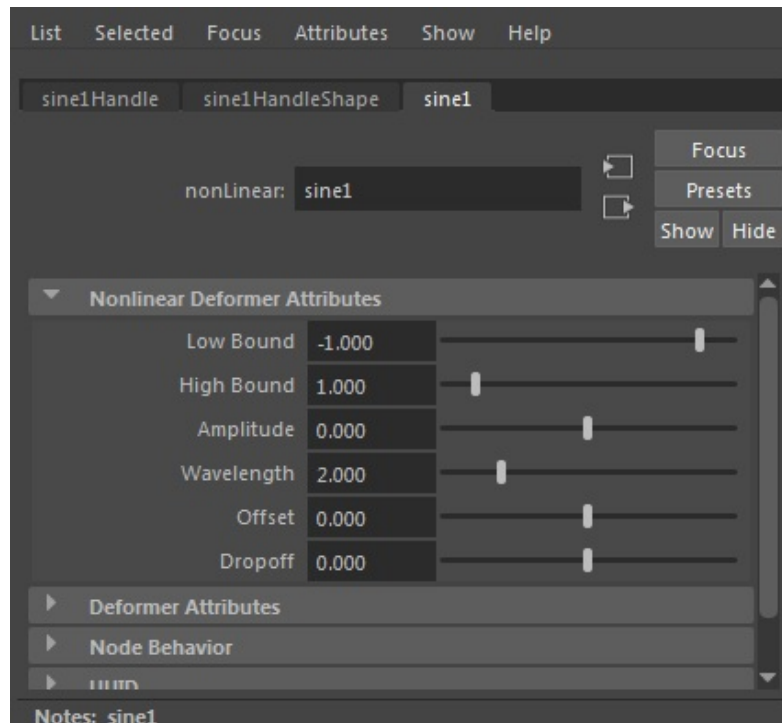 List Selected Focus Attributes Show Help
sine1Handle sine1HandleShape sine1
Focus
nonLinear: sine1 Presets
Show Hide
Nonlinear Deformer Attributes
Low Bound -1.000
High Bound 1.000
Amplitude 0.000
Wavelength 2.000
Offset 0.000
Dropoff 0.000
Deformer Attributes
Node Behavior
UUID
Notes: sine1